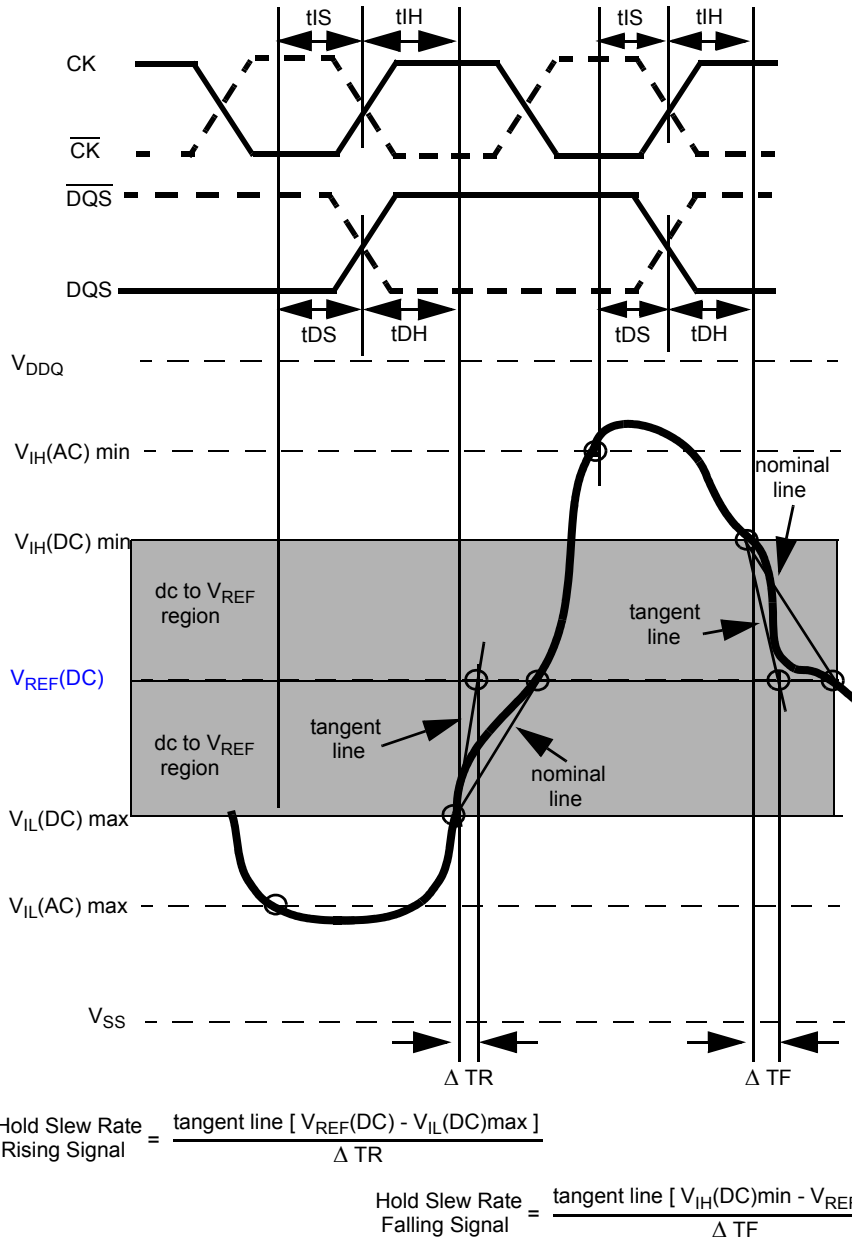 tIS tIH tIS tIH
CK
CK
DQS
DQS
tDS tDH tDS tDH
VDDQ
VIH(AC) min
nominal
line
VIH(DC) min
dc to VREF
region
tangent
line
VREF(DC)
tangent
line
dc to VREF
region
nominal
line
VIL(DC) max
VIL(AC) max
VSS
Δ TR Δ TF
Hold Slew Rate
Rising Signal
=
tangent line [ VREF(DC) - VIL(DC)max ]
Δ TR
Hold Slew Rate
Falling Signal
=
tangent line [ VIH(DC)min - VREF
Δ TF